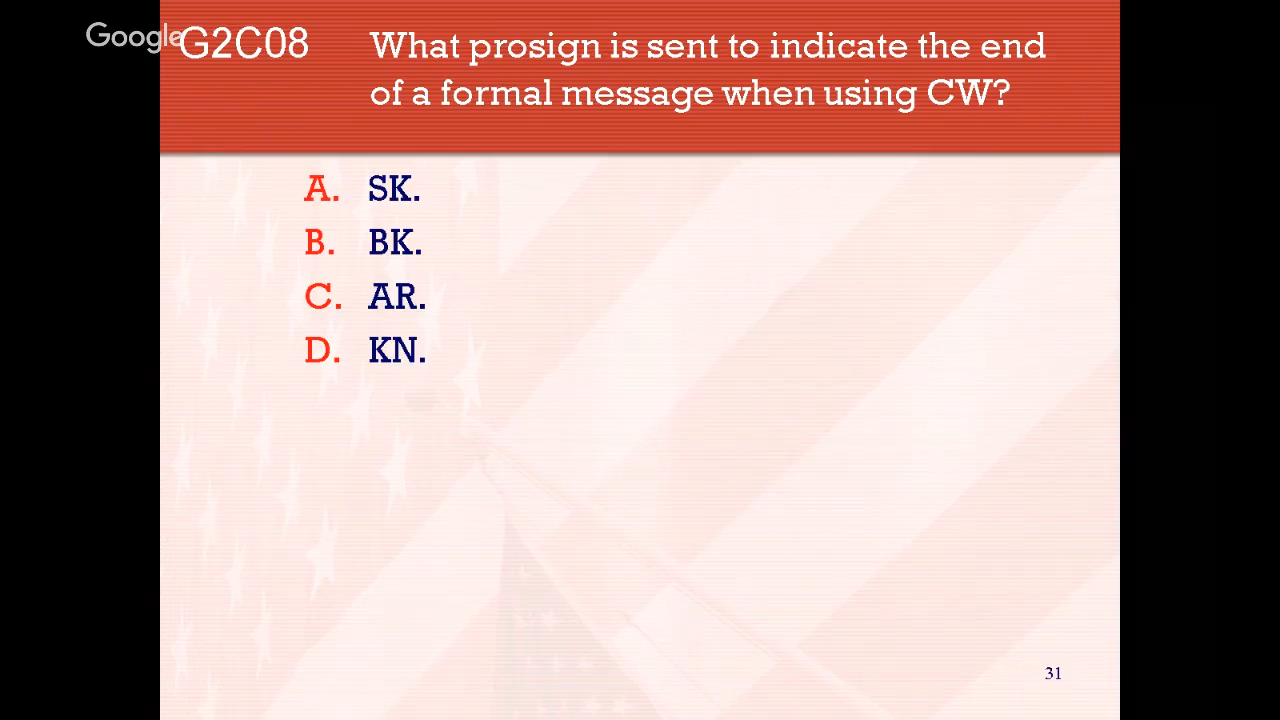 Google
G2C08 What prosign is sent to indicate the end
of a formal message when using CW?
A. SK.
B. BK.
C. AR.
D. KN.
31